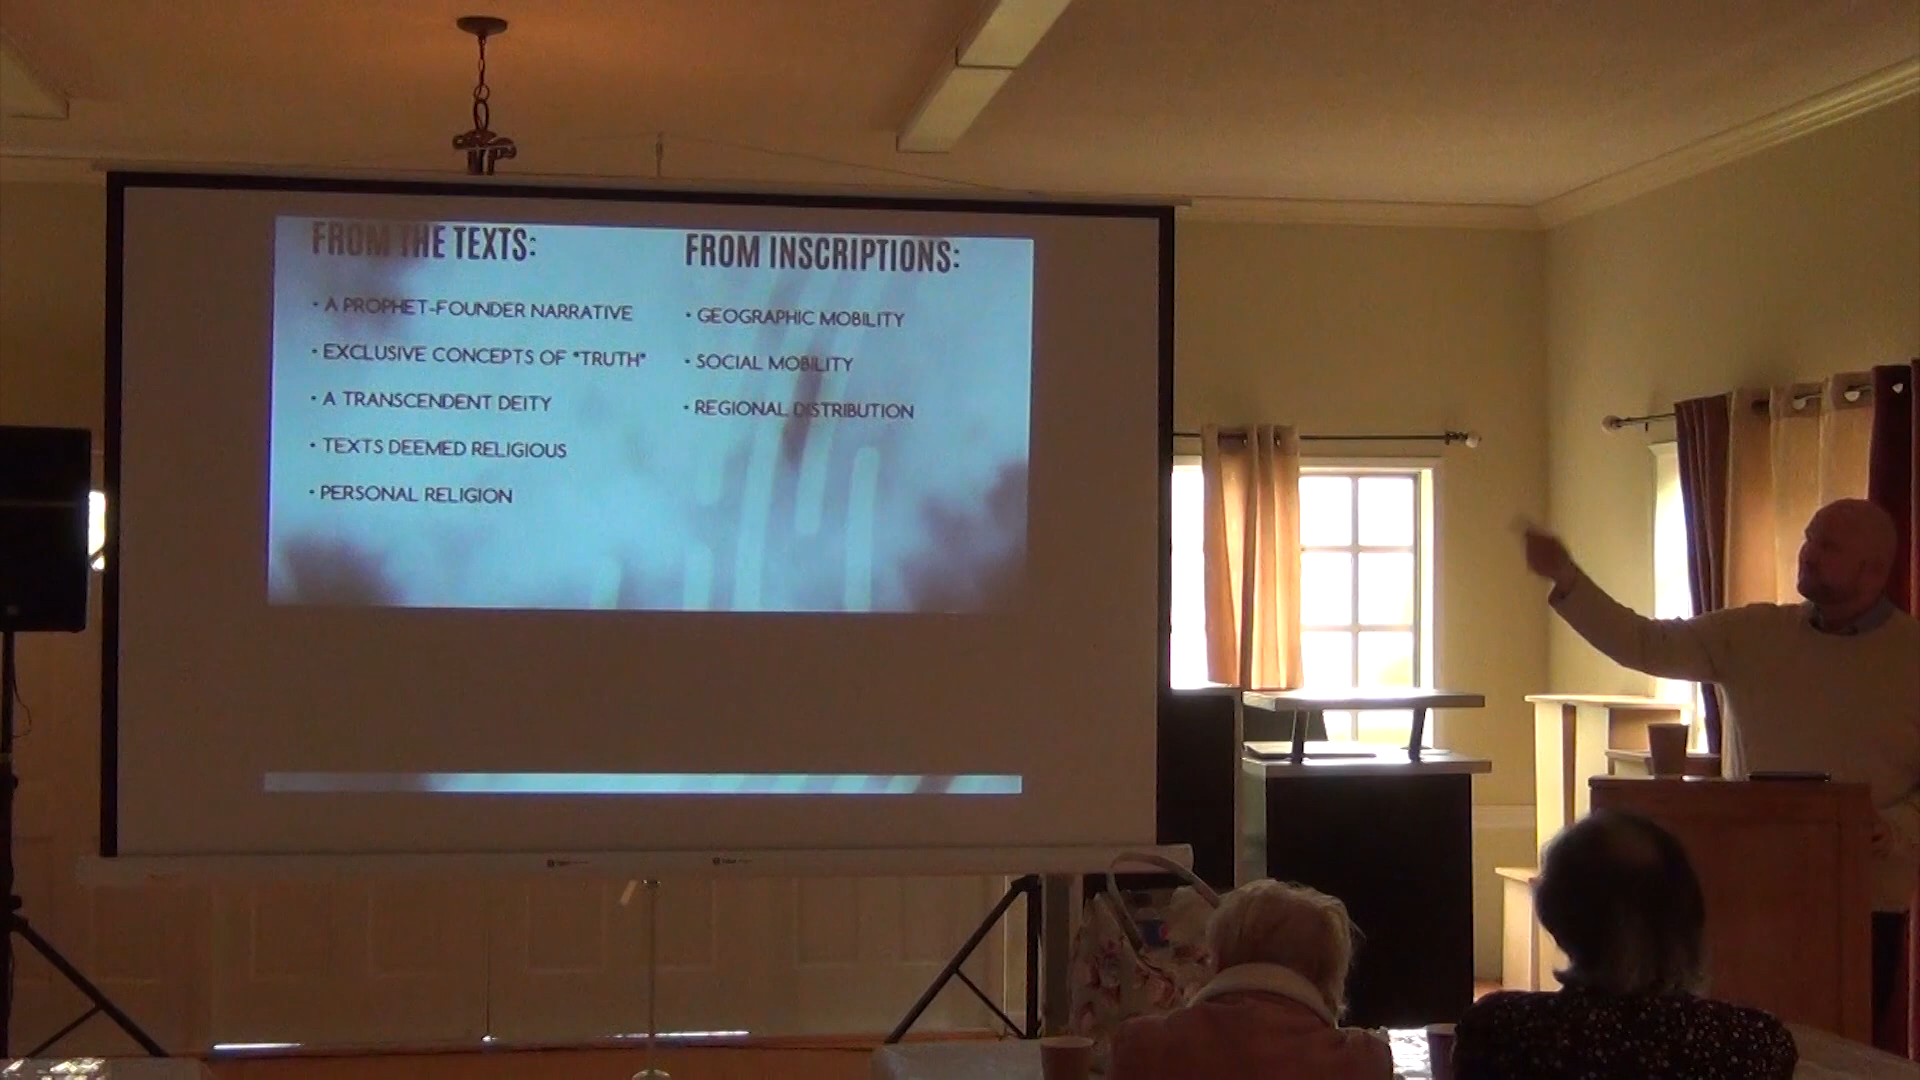 FROM THE TEXTS:
• A PROPHET-FOUNDER NARRATIVE
• EXCLUSIVE CONCEPTS OF "TRUTH"
• A TRANSCENDENT DEITY
• TEXTS DEEMED RELIGIOUS
• PERSONAL RELIGION
FROM INSCRIPTIONS:
• GEOGRAPHIC MOBILITY
• SOCIAL MOBILITY
• REGIONAL DISTRIBUTION